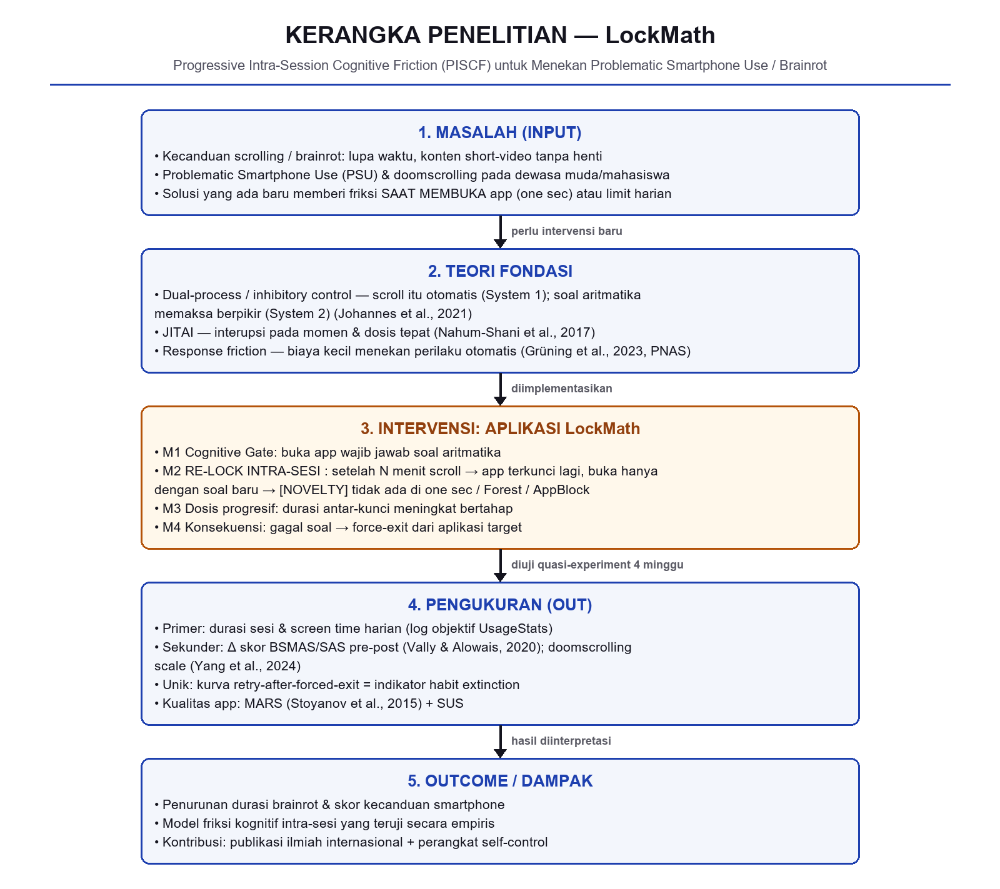 KERANGKA PENELITIAN — LockMath
Progressive Intra-Session Cognitive Friction (PISCF) untuk Menekan Problematic Smartphone Use / Brainrot
1. MASALAH (INPUT)
• Kecanduan scrolling / brainrot: lupa waktu, konten short-video tanpa henti
• Problematic Smartphone Use (PSU) & doomscrolling pada dewasa muda/mahasiswa
• Solusi yang ada baru memberi friksi SAAT MEMBUKA app (one sec) atau limit harian
perlu intervensi baru
2. TEORI FONDASI
• Dual-process / inhibitory control — scroll itu otomatis (System 1); soal aritmatika
memaksa berpikir (System 2) (Johannes et al., 2021)
• JITAI — interupsi pada momen & dosis tepat (Nahum-Shani et al., 2017)
• Response friction — biaya kecil menekan perilaku otomatis (Grüning et al., 2023, PNAS)
diimplementasikan
3. INTERVENSI: APLIKASI LockMath
• M1 Cognitive Gate: buka app wajib jawab soal aritmatika
• M2 RE-LOCK INTRA-SESI : setelah N menit scroll → app terkunci lagi, buka hanya
dengan soal baru → [NOVELTY] tidak ada di one sec / Forest / AppBlock
• M3 Dosis progresif: durasi antar-kunci meningkat bertahap
• M4 Konsekuensi: gagal soal → force-exit dari aplikasi target
diuji quasi-experiment 4 minggu
4. PENGUKURAN (OUT)
• Primer: durasi sesi & screen time harian (log objektif UsageStats)
• Sekunder: Δ skor BSMAS/SAS pre-post (Vally & Alowais, 2020); doomscrolling
scale (Yang et al., 2024)
• Unik: kurva retry-after-forced-exit = indikator habit extinction
• Kualitas app: MARS (Stoyanov et al., 2015) + SUS
hasil diinterpretasi
5. OUTCOME / DAMPAK
• Penurunan durasi brainrot & skor kecanduan smartphone
• Model friksi kognitif intra-sesi yang teruji secara empiris
• Kontribusi: publikasi ilmiah internasional + perangkat self-control